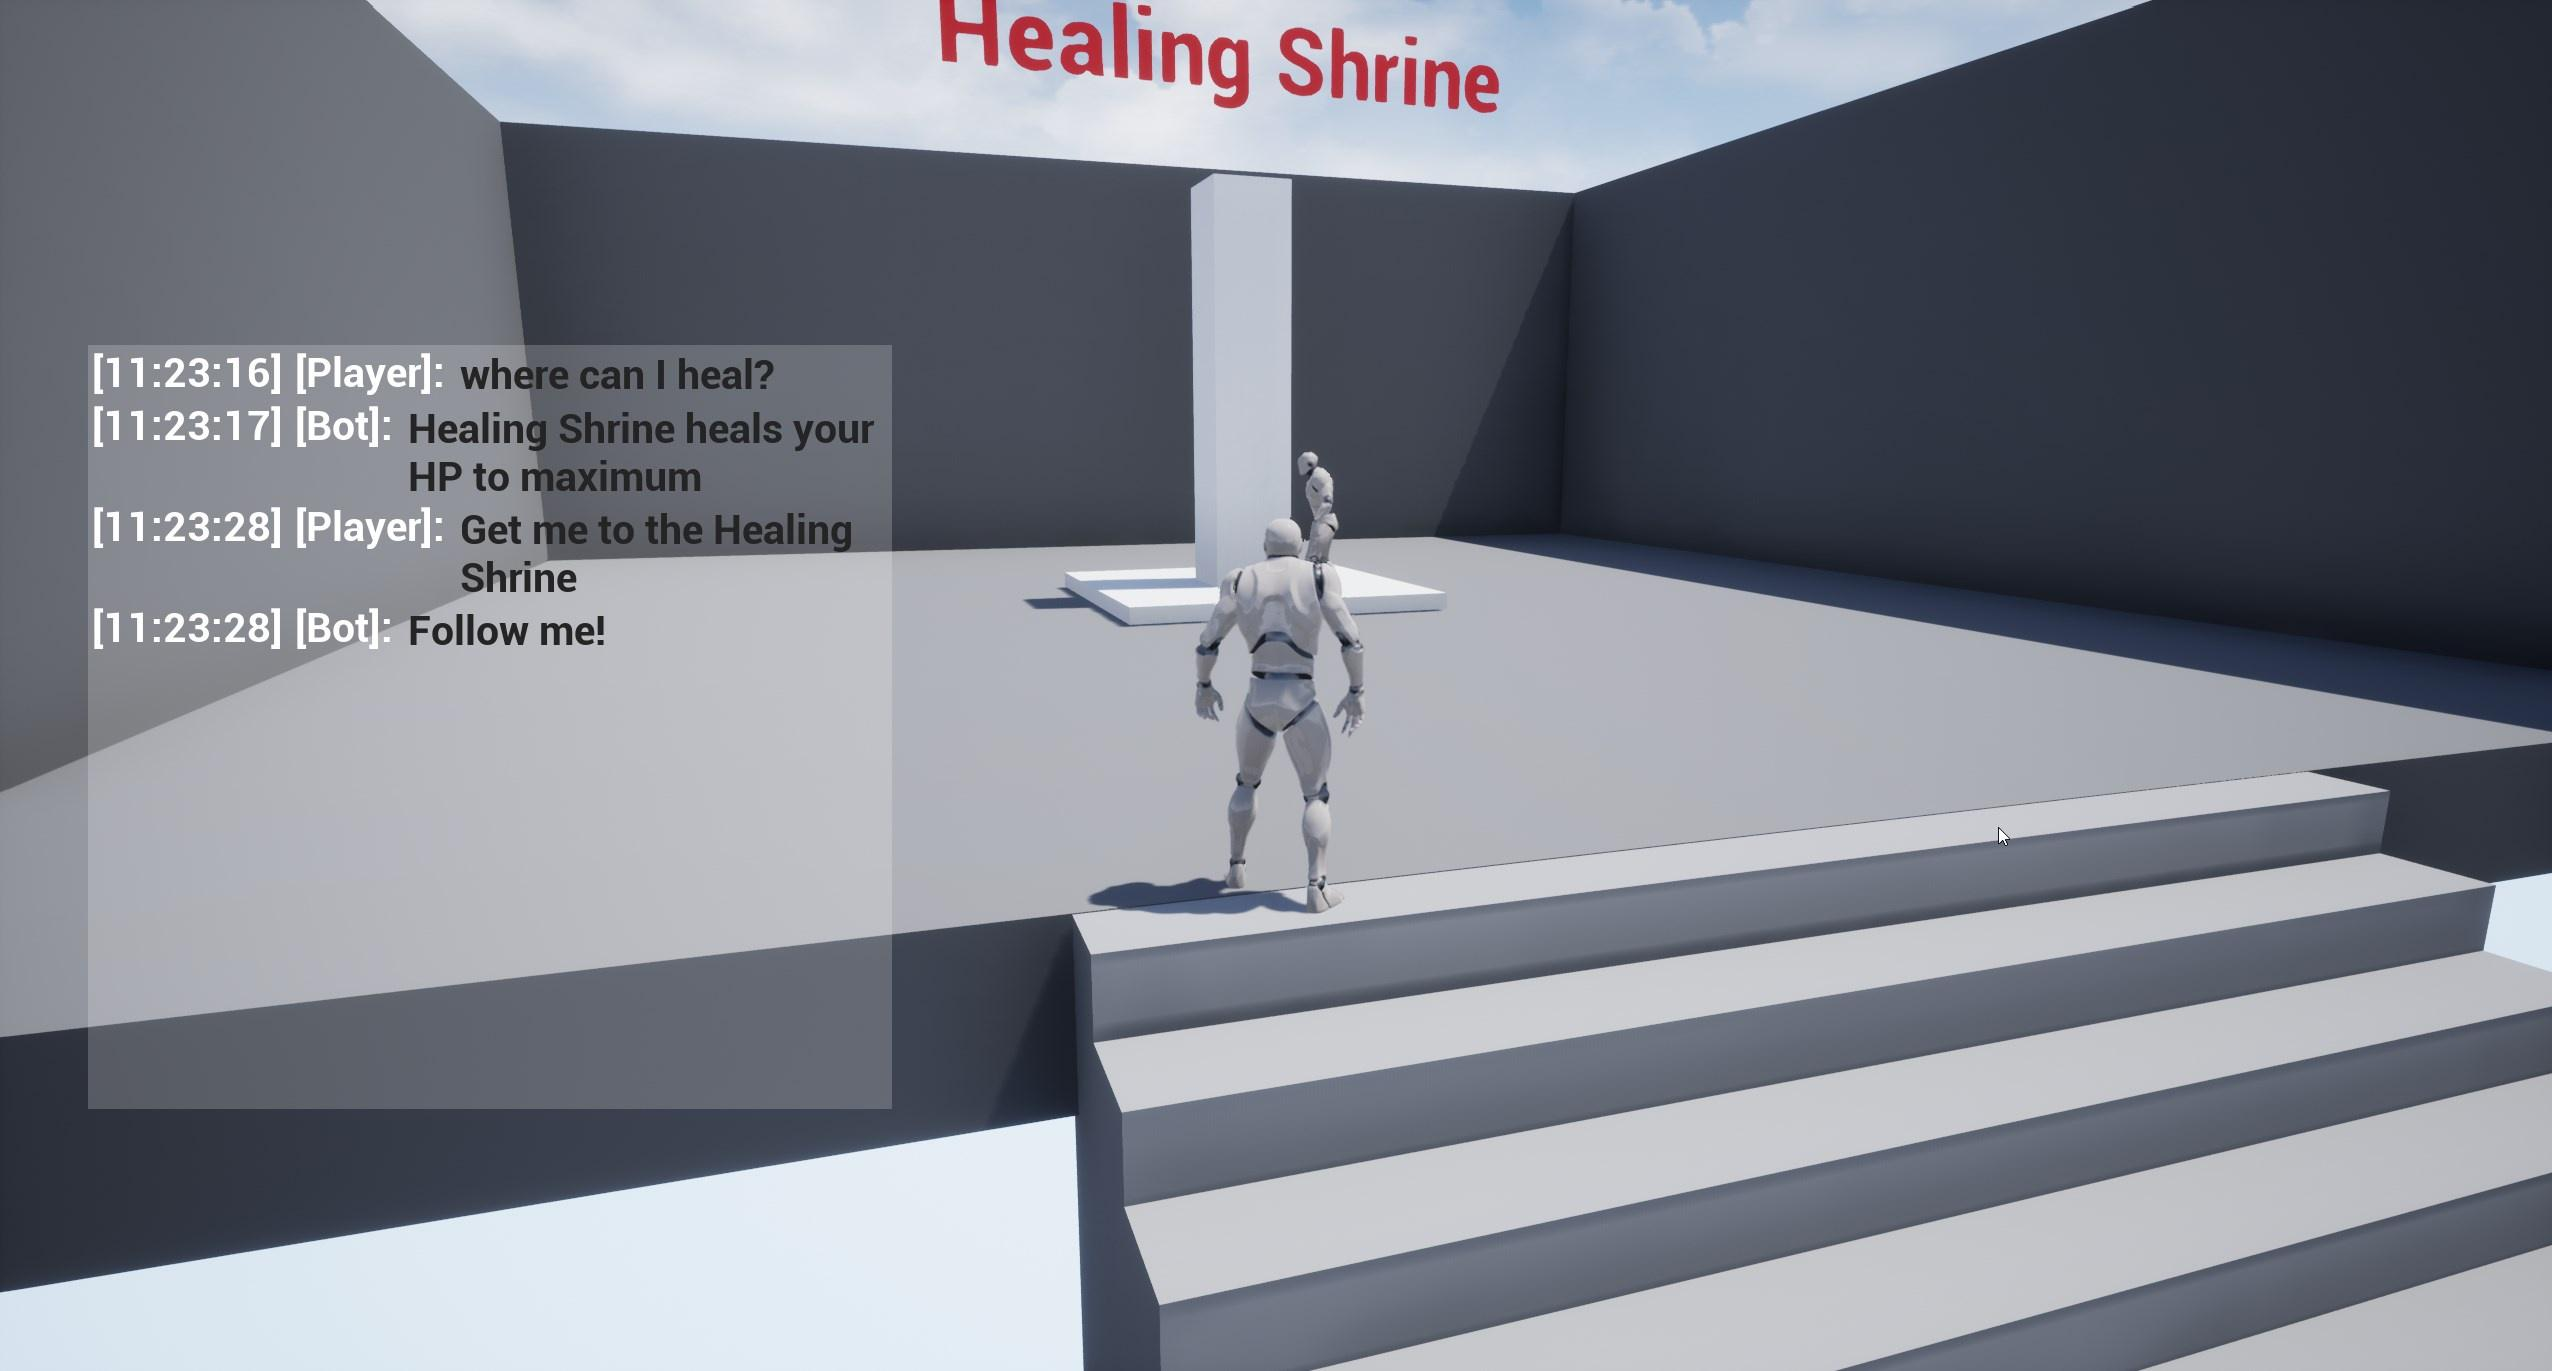 Healing Shrine
[11:23:16] [Player]: where can I heal?
[11:23:17] [Bot]: Healing Shrine heals your
HP to maximum
[11:23:28] [Player]: Get me to the Healing
Shrine
[11:23:28] [Bot]: Follow me!